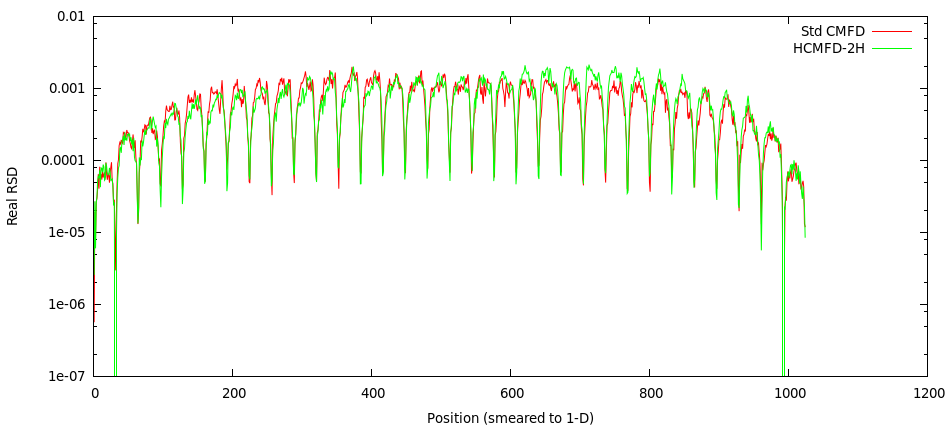 0.01
0.001
0.0001
1e-05
1e-06
1e-07
Real RSD
Std CMFD
HCMFD-2H
0 200 400 600 800 1000 1200
Position (smeared to 1-D)